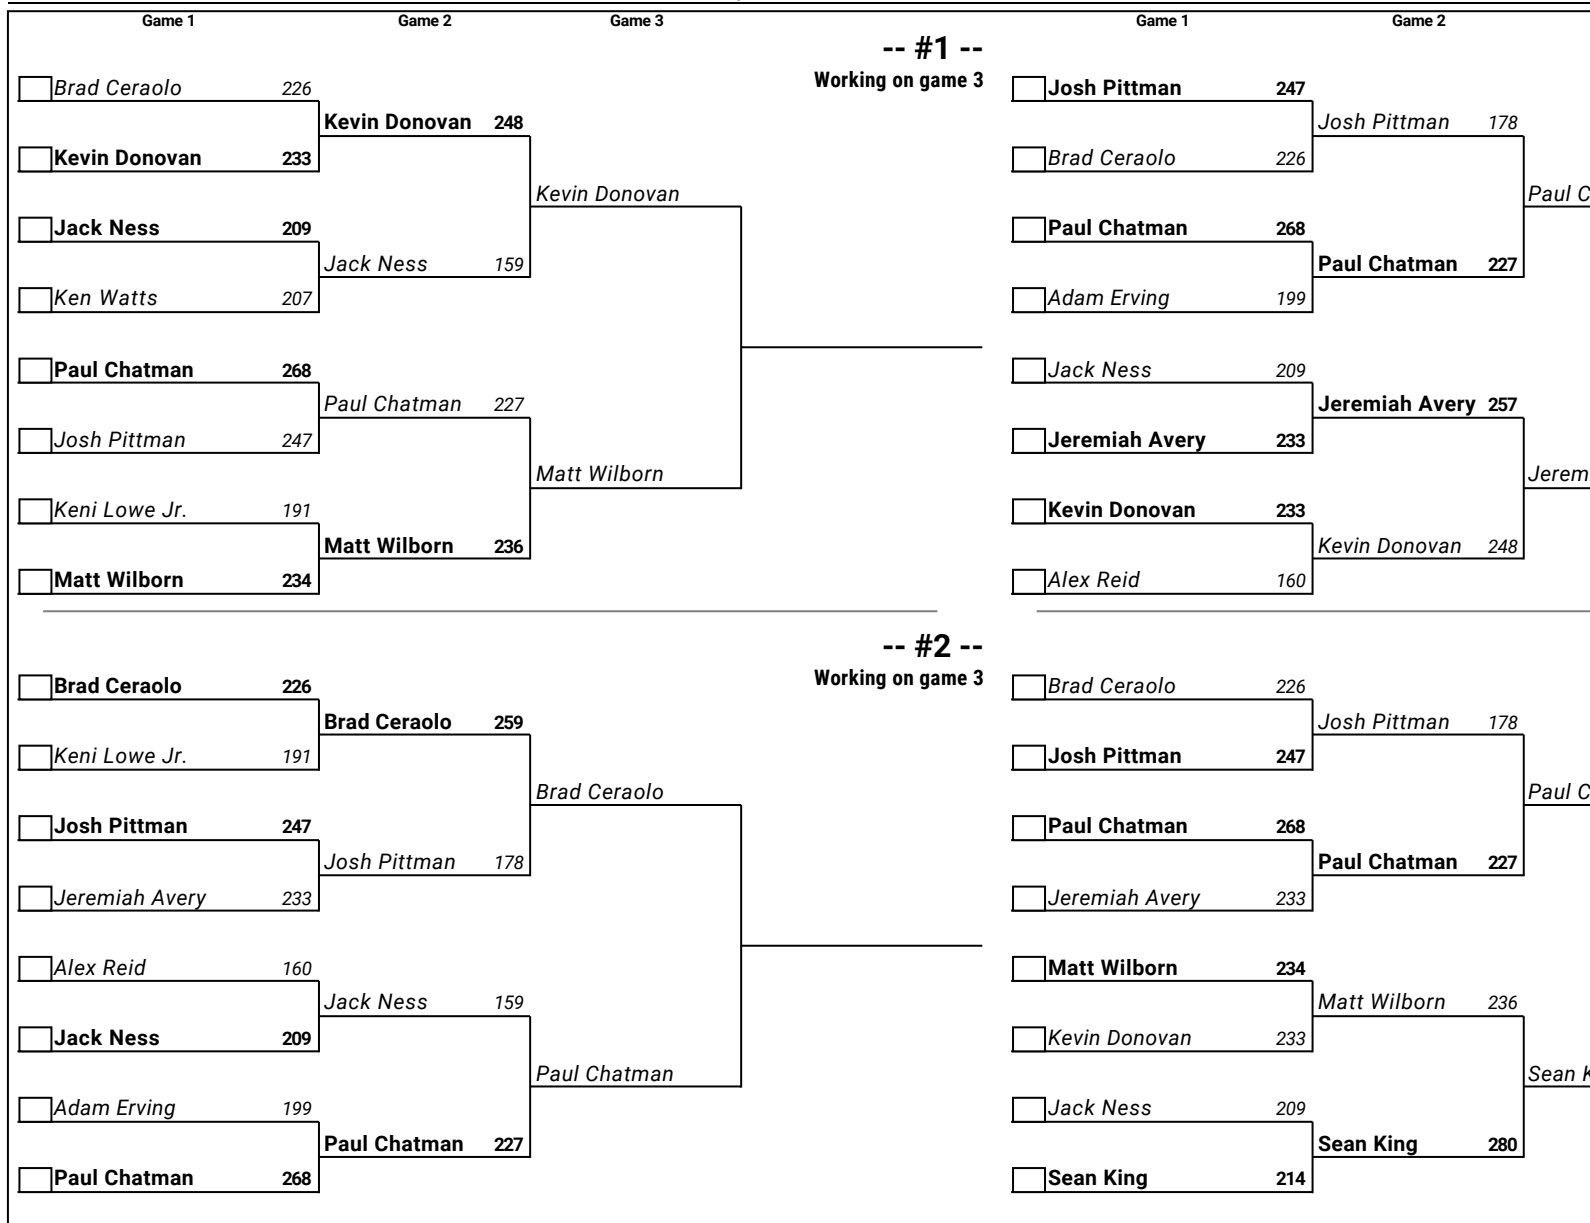 Game 1 Game 2 Game 3 Game 1 Game 2
-- #1 --
Working on game 3
Brad Ceraolo 226
Kevin Donovan 248
Kevin Donovan 233
Kevin Donovan
Jack Ness 209
Jack Ness 159
Ken Watts 207
Paul Chatman 268
Paul Chatman 227
Josh Pittman 247
Matt Wilborn
Keni Lowe Jr. 191
Matt Wilborn 236
Matt Wilborn 234
Josh Pittman 247
Josh Pittman 178
Brad Ceraolo 226
Paul C
Paul Chatman 268
Paul Chatman 227
Adam Erving 199
Jack Ness 209
Jeremiah Avery 257
Jeremiah Avery 233
Jerem
Kevin Donovan 233
Kevin Donovan 248
Alex Reid 160
-- #2 --
Working on game 3
Brad Ceraolo 226
Brad Ceraolo 259
Keni Lowe Jr. 191
Brad Ceraolo
Josh Pittman 247
Josh Pittman 178
Jeremiah Avery 233
Alex Reid 160
Jack Ness 159
Jack Ness 209
Paul Chatman
Adam Erving 199
Paul Chatman 227
Paul Chatman 268
Brad Ceraolo 226
Josh Pittman 178
Josh Pittman 247
Paul C
Paul Chatman 268
Paul Chatman 227
Jeremiah Avery 233
Matt Wilborn 234
Matt Wilborn 236
Kevin Donovan 233
Sean K
Jack Ness 209
Sean King 280
Sean King 214